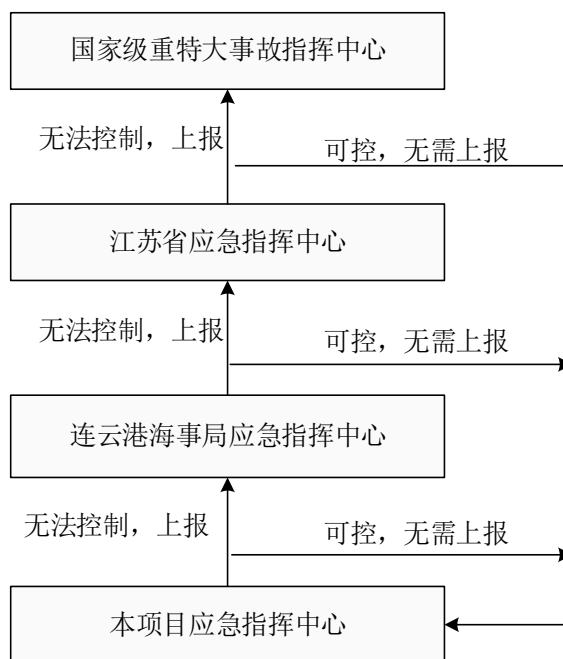 国家级重特大事故指挥中心
无法控制，上报
可控，无需上报
江苏省应急指挥中心
无法控制，上报
可控，无需上报
连云港海事局应急指挥中心
无法控制，上报
可控，无需上报
本项目应急指挥中心